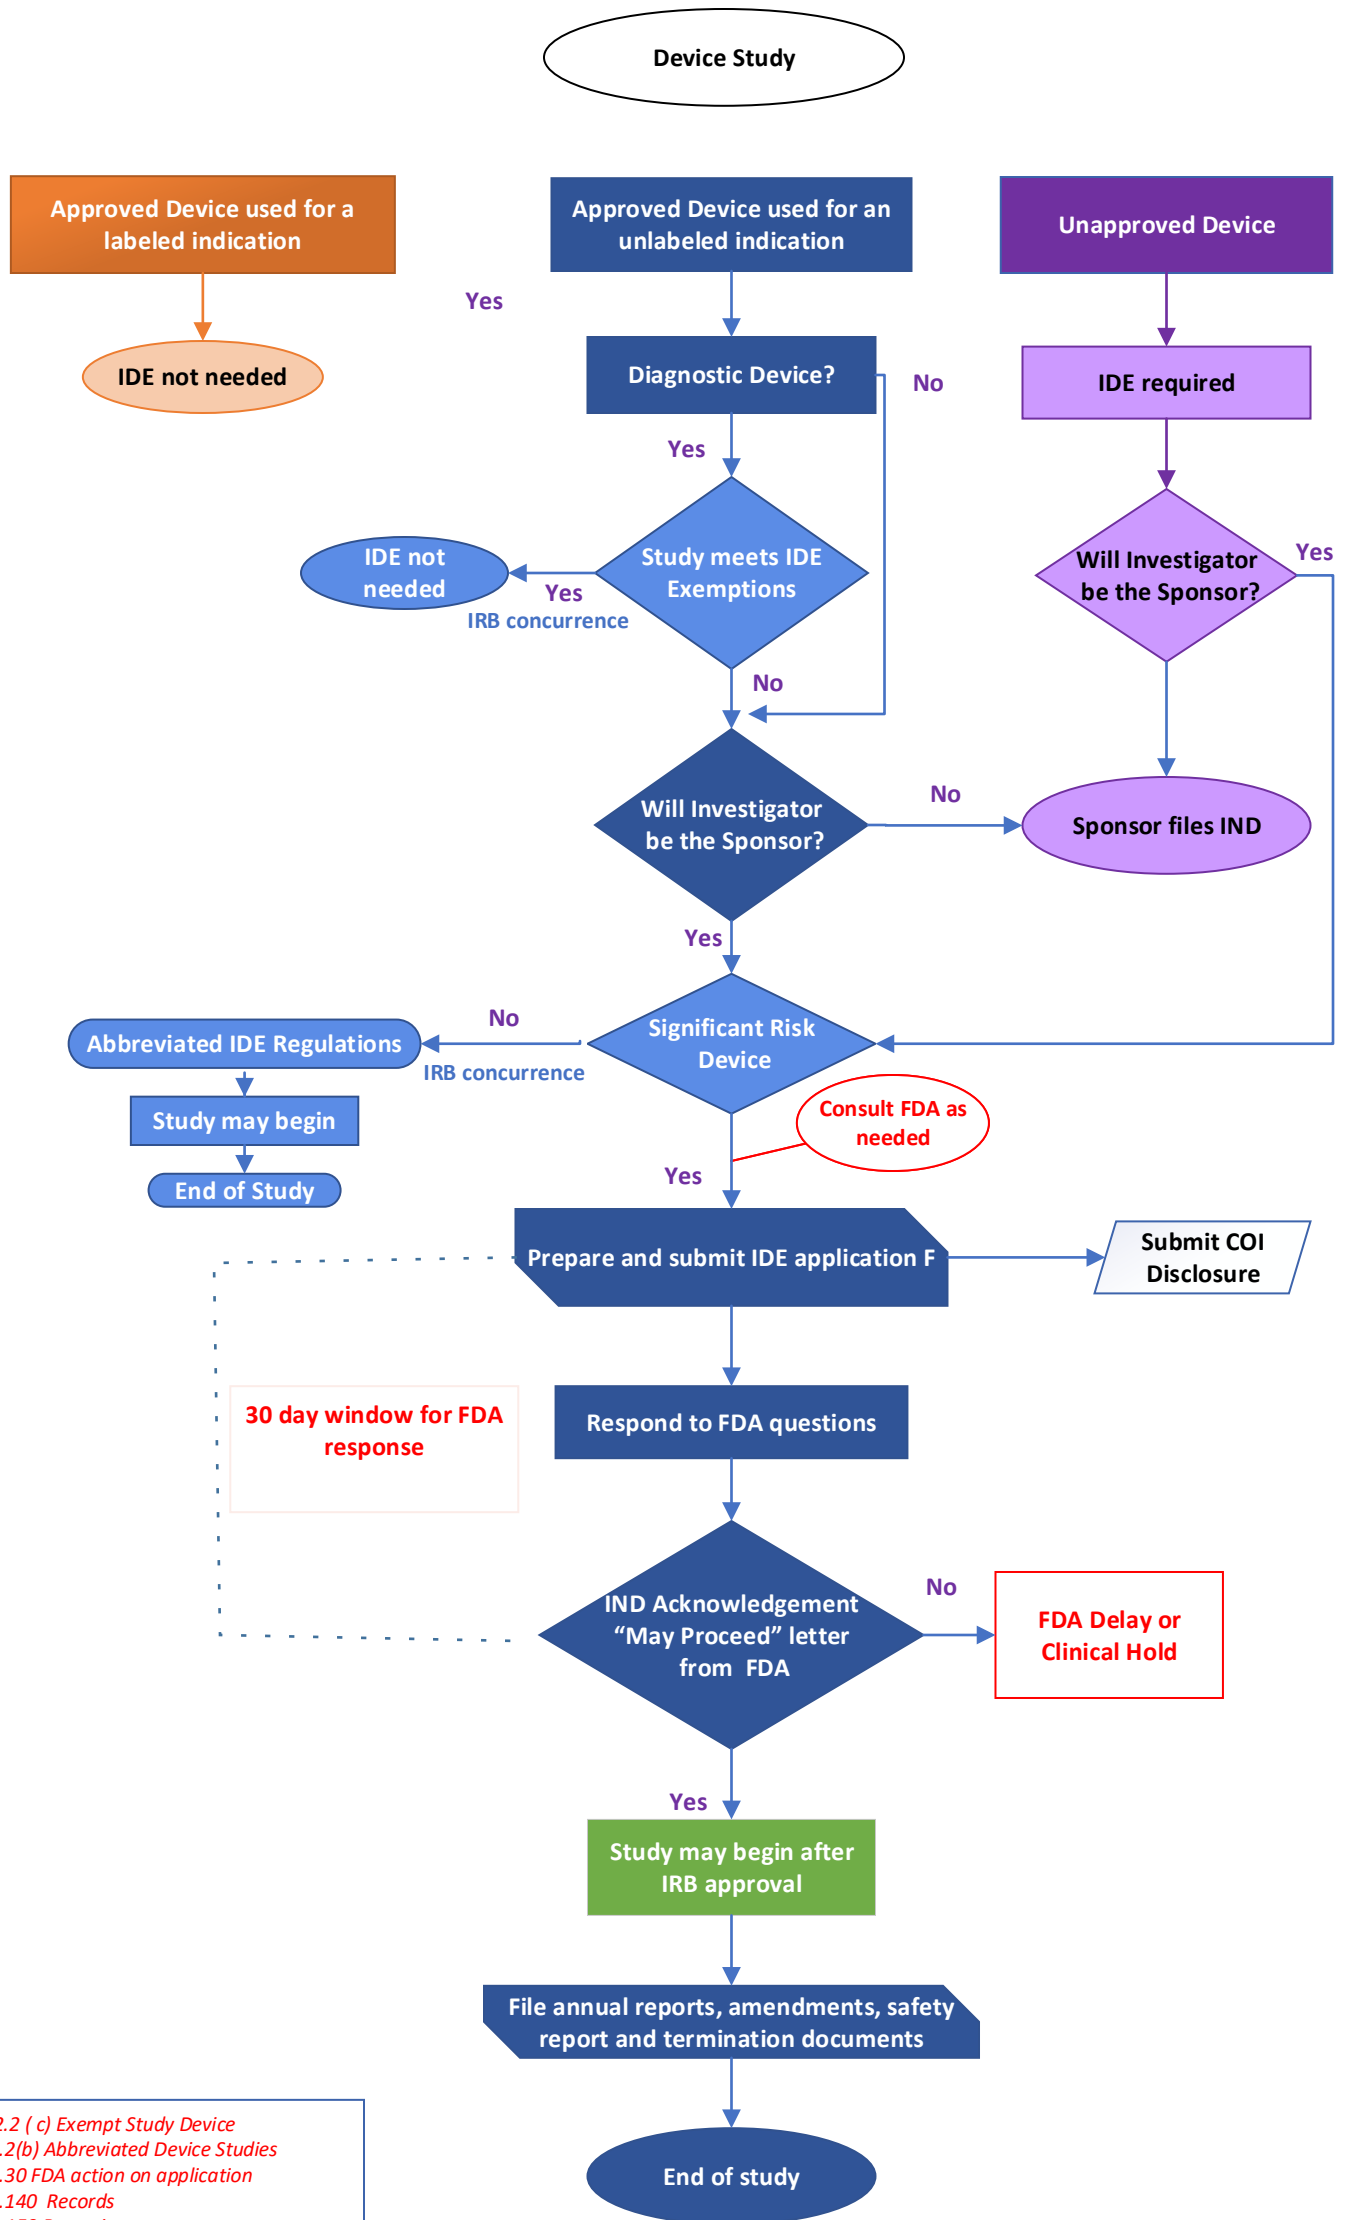 Device Study
Approved Device used for a
labeled indication
Approved Device used for an
unlabeled indication
Unapproved Device
Yes
IDE not needed
Diagnostic Device?
No
IDE required
Yes
IDE not
needed
Study meets IDE
Exemptions
Yes
IRB concurrence
Will Investigator
be the Sponsor?
Yes
No
Will Investigator
be the Sponsor?
No
Sponsor files IND
Yes
Abbreviated IDE Regulations
No
IRB concurrence
Significant Risk
Device
Study may begin
Consult FDA as
needed
End of Study
Yes
Prepare and submit IDE application F
Submit COI
Disclosure
30 day window for FDA
response
Respond to FDA questions
IND Acknowledgement
“May Proceed” letter
from FDA
No
FDA Delay or
Clinical Hold
Yes
Study may begin after
IRB approval
File annual reports, amendments, safety
report and termination documents
2.2 ( c) Exempt Study Device
.2(b) Abbreviated Device Studies
.30 FDA action on application
.140 Records
End of study